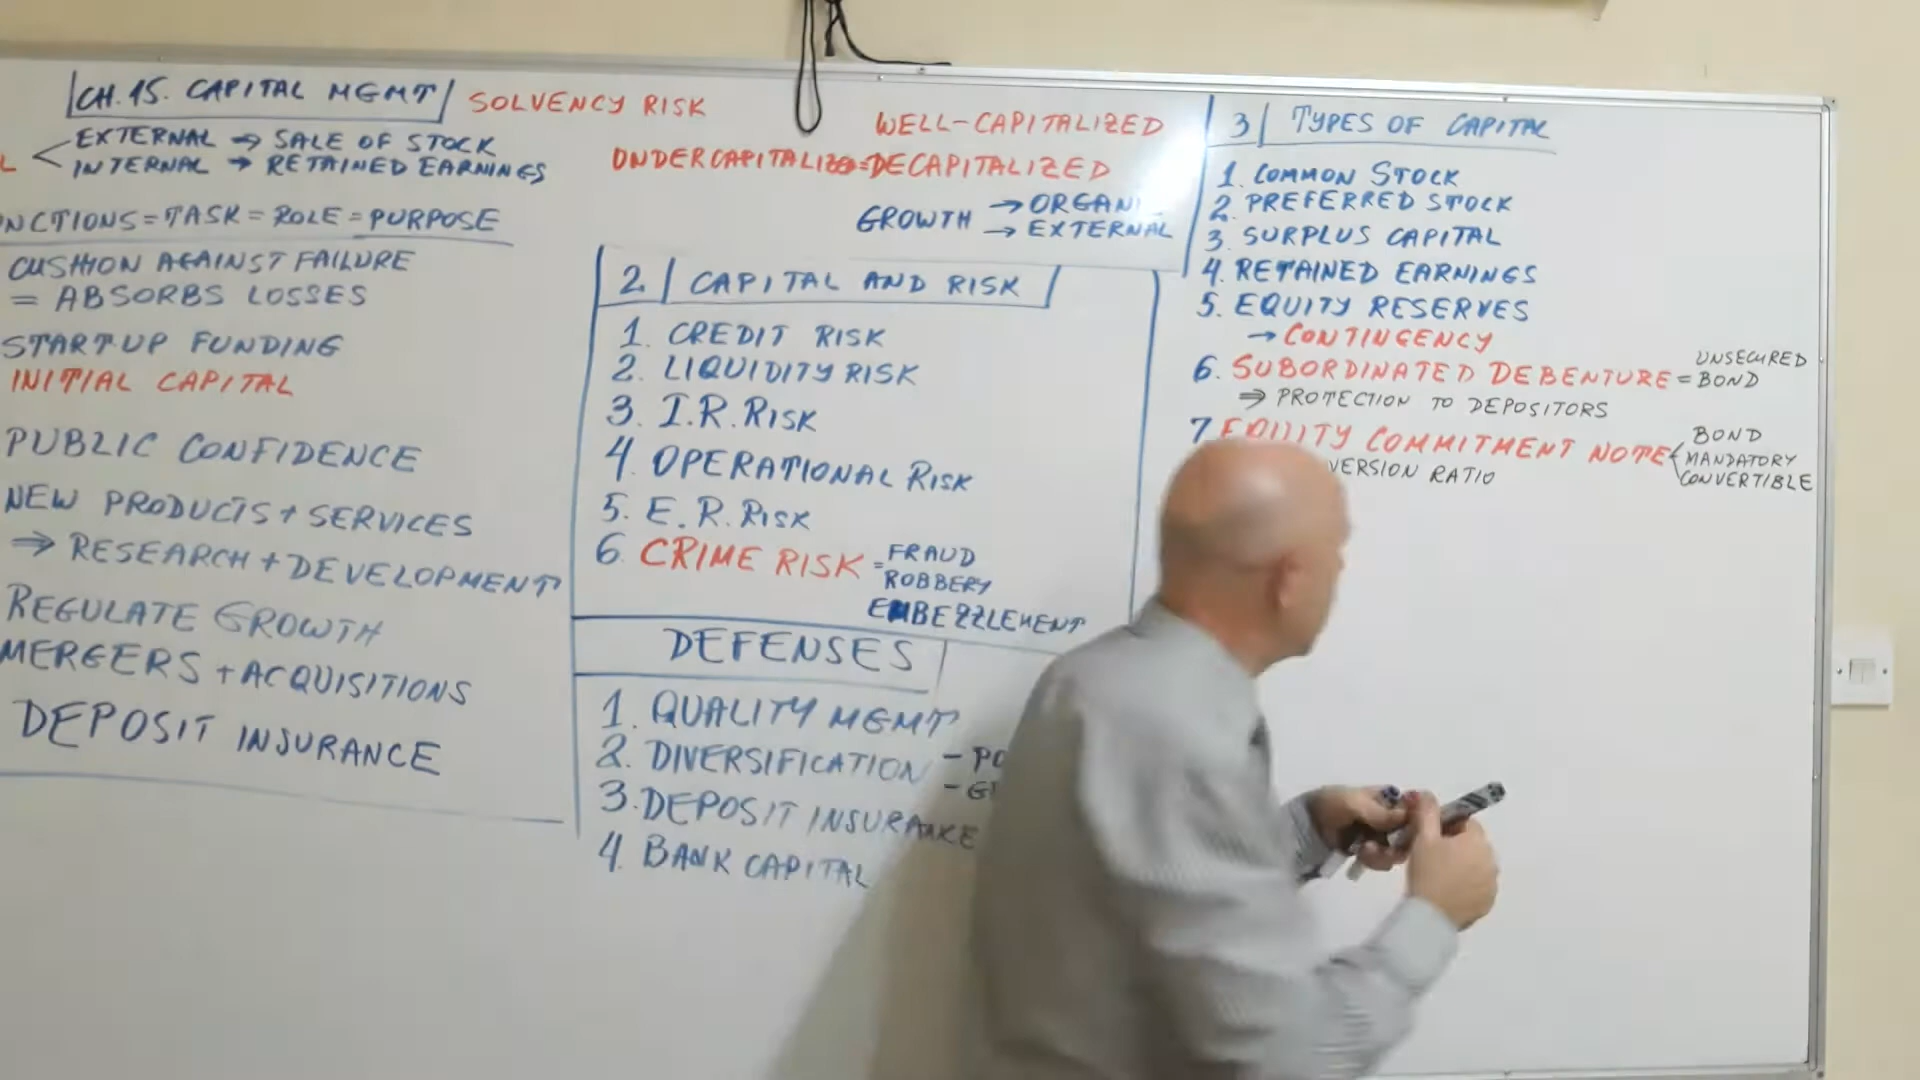 CH. 15. CAPITAL MGMT SOLVENCY RISK
EXTERNAL → SALE OF STOCK
INTERNAL → RETAINED EARNINGS
= TASK = ROLE = PURPOSE
CUSHION AGAINST FAILURE
= ABSORBS LOSSES
STARTUP FUNDING
INITIAL CAPITAL
PUBLIC CONFIDENCE
NEW PRODUCTS + SERVICES
⇒ RESEARCH + DEVELOPMENT
REGULATE GROWTH
MERGERS + ACQUISITIONS
DEPOSIT INSURANCE
WELL-CAPITALIZED
UNDERCAPITALIZED = DECAPITALIZED
GROWTH → ORGANI
→ EXTERNAL
2. CAPITAL AND RISK
1. CREDIT RISK
2. LIQUIDITY RISK
3. I.R. RISK
4. OPERATIONAL RISK
5. E.R. RISK
6. CRIME RISK = FRAUD
ROBBERY
EMBEZZLEMENT
DEFENSES
1. QUALITY MGMT
2. DIVERSIFICATION -
3. DEPOSIT INSURANCE
4. BANK CAPITAL
3 TYPES OF CAPITAL
1. COMMON STOCK
2. PREFERRED STOCK
3. SURPLUS CAPITAL
4. RETAINED EARNINGS
5. EQUITY RESERVES
→ CONTINGENCY
6. SUBORDINATED DEBENTURE = UNSECURED BOND
⇒ PROTECTION TO DEPOSITORS
7. EQUITY COMMITMENT NOTE BOND
MANDATORY
CONVERTIBLE
VERSION RATIO